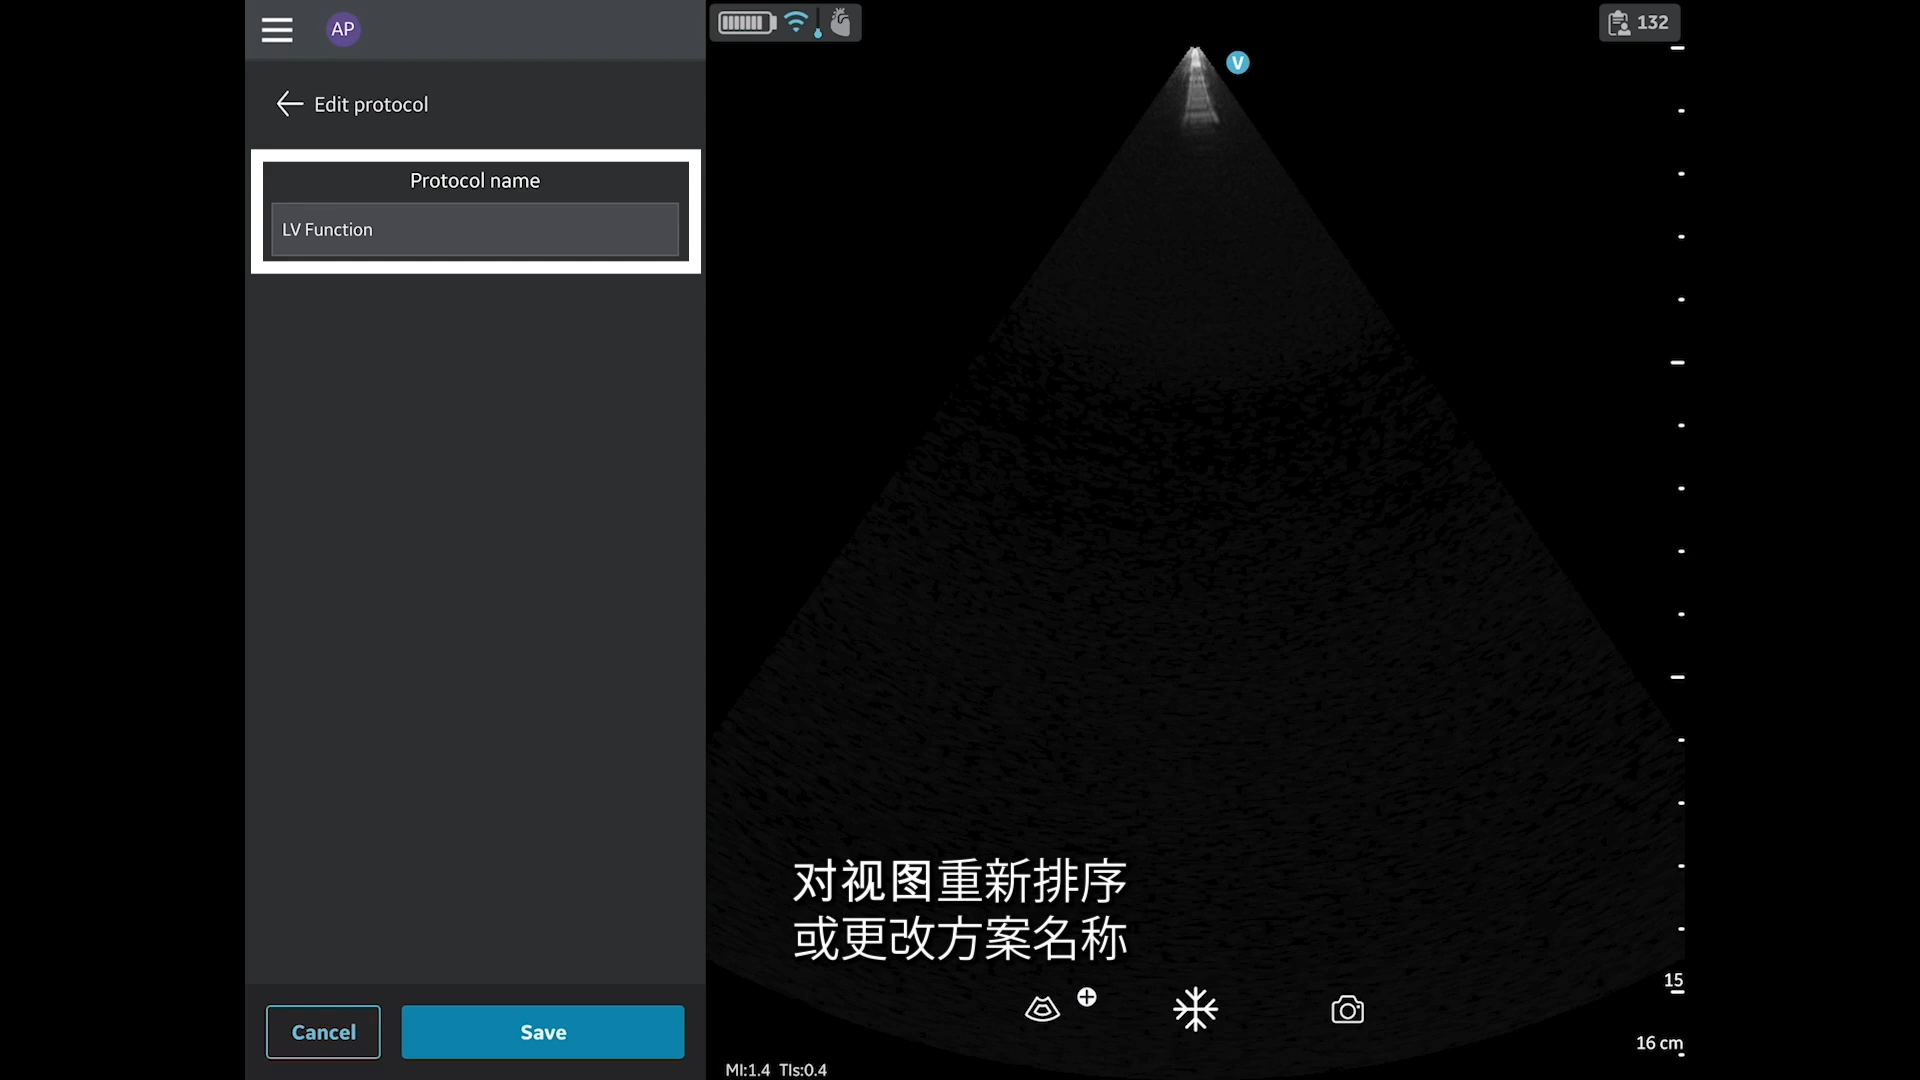 AP
Edit protocol
Protocol name
LV Function
Cancel
Save
132
V
对视图重新排序
或更改方案名称
15
16 cm
MI:1.4 TIs:0.4